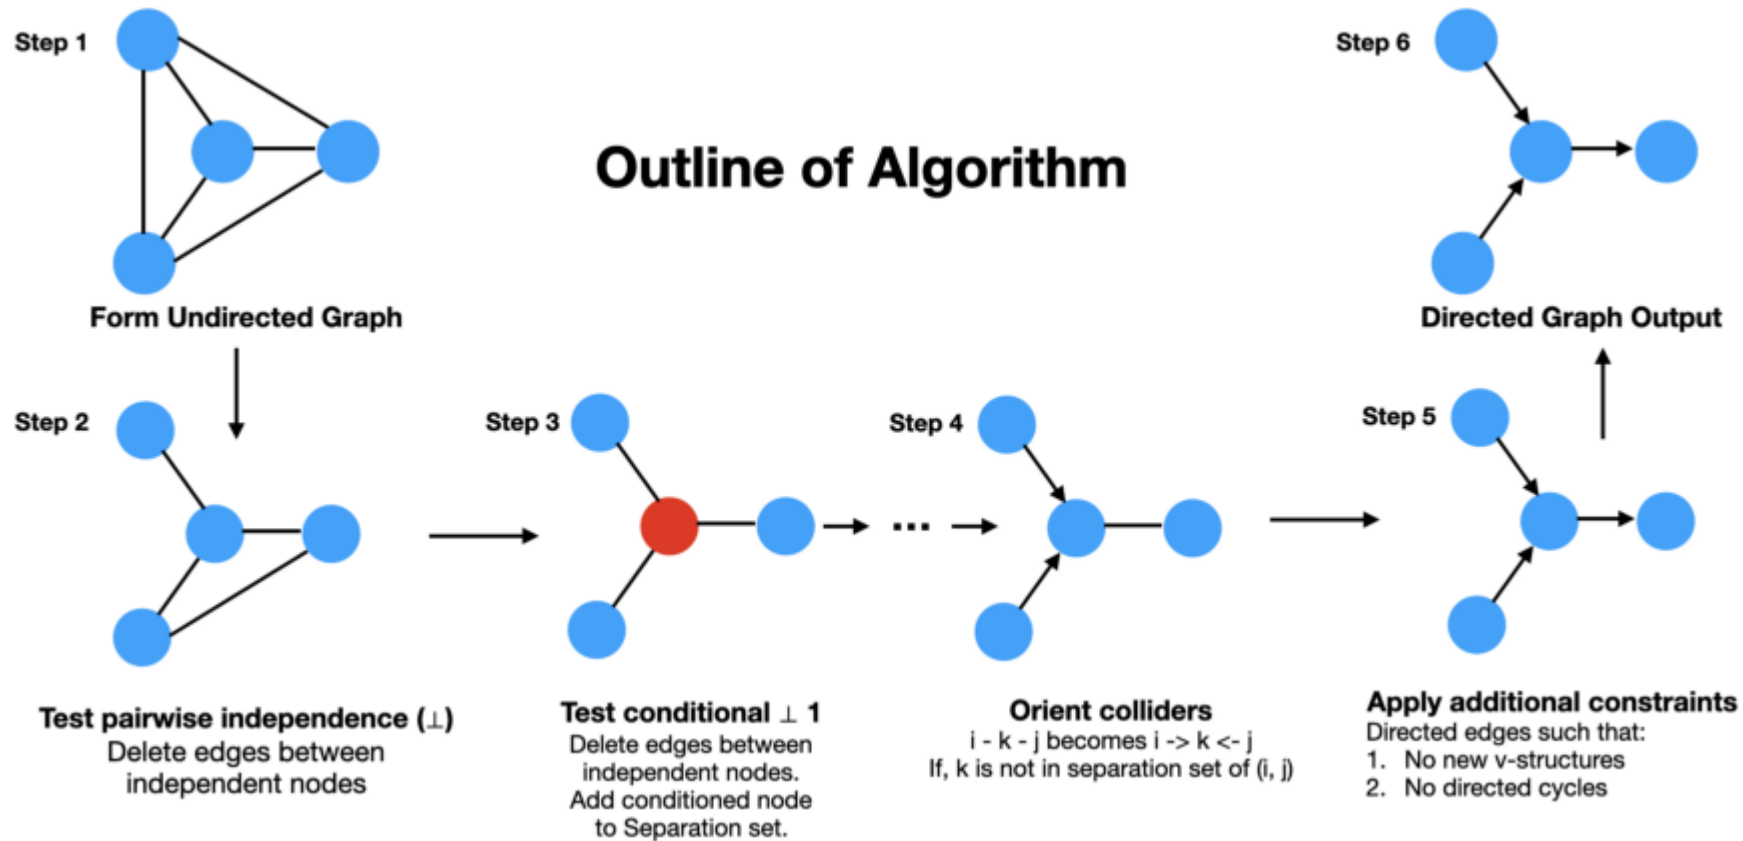 Outline of Algorithm
Step 1
Form Undirected Graph
Step 2
Test pairwise independence (⊥)
Delete edges between
independent nodes
Step 3
Test conditional ⊥ 1
Delete edges between
independent nodes.
Add conditioned node
to Separation set.
...
Step 4
Orient colliders
i - k - j becomes i -> k <- j
If, k is not in separation set of (i, j)
Step 5
Apply additional constraints
Directed edges such that:
1. No new v-structures
2. No directed cycles
Step 6
Directed Graph Output